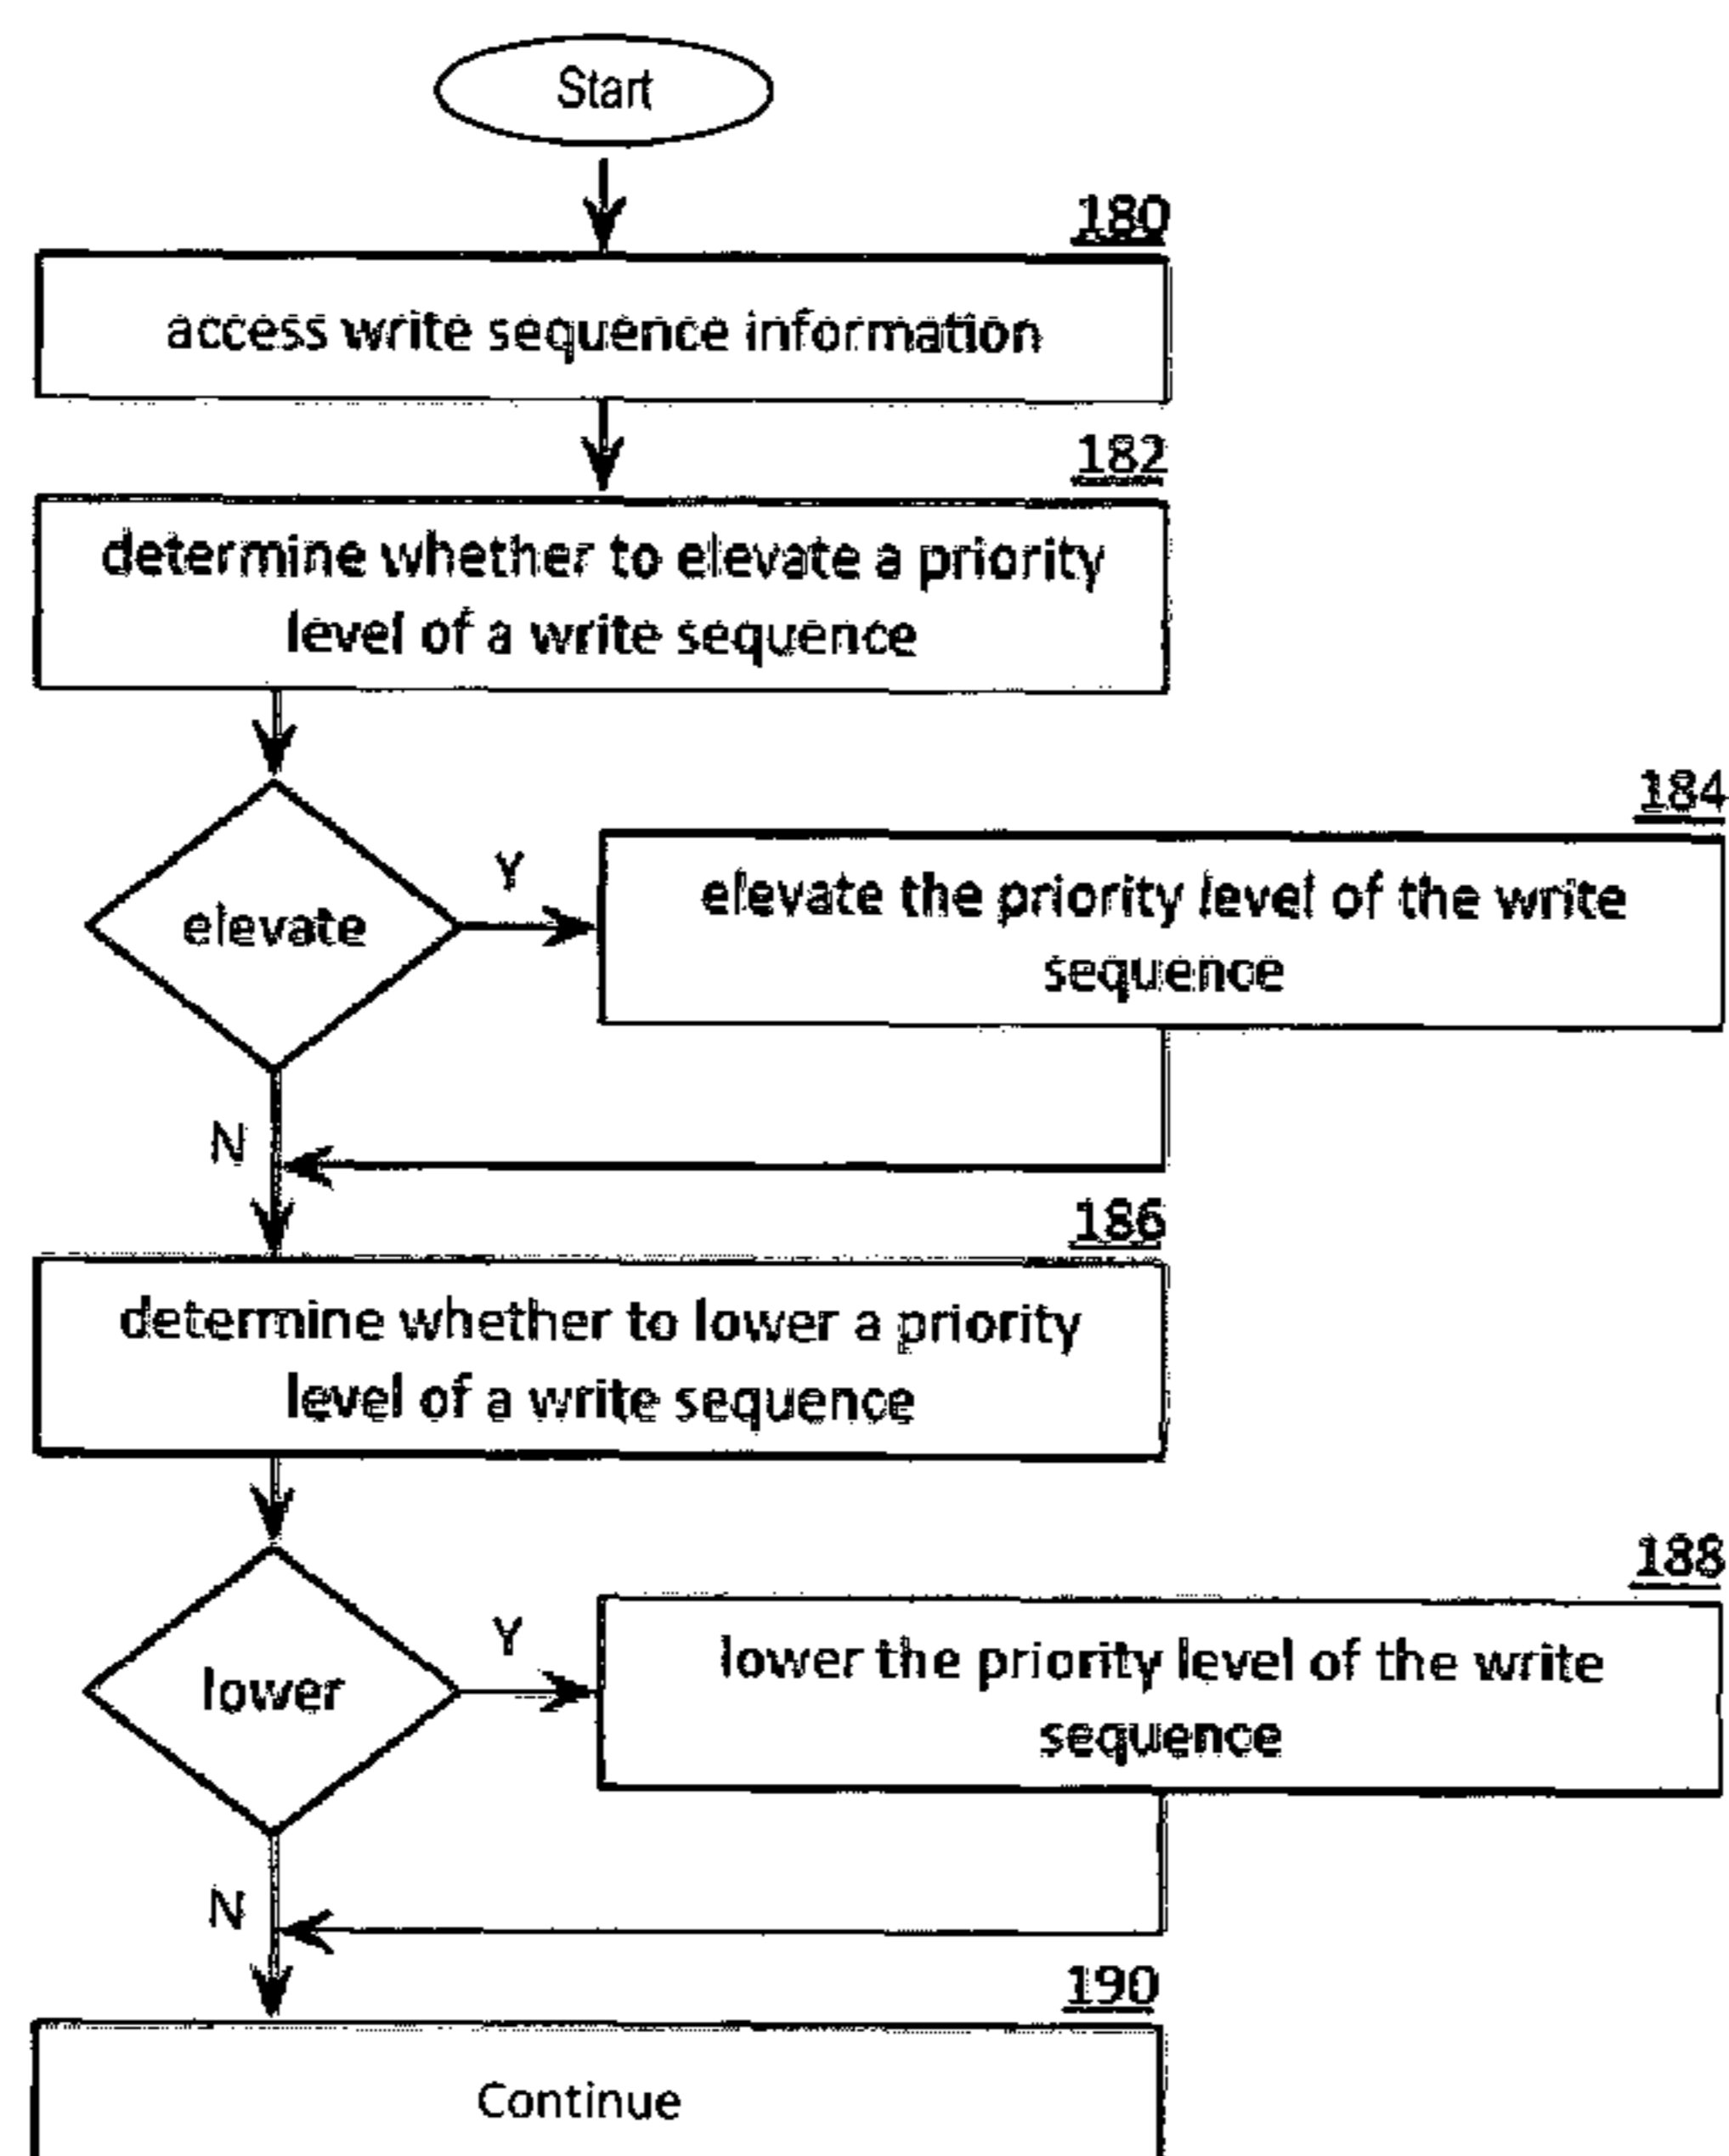 Start
180
access write sequence information
182
determine whether to elevate a priority
level of a write sequence
184
elevate
Y
elevate the priority level of the write
sequence
N
186
determine whether to lower a priority
level of a write sequence
188
lower
Y
lower the priority level of the write
sequence
N
190
Continue